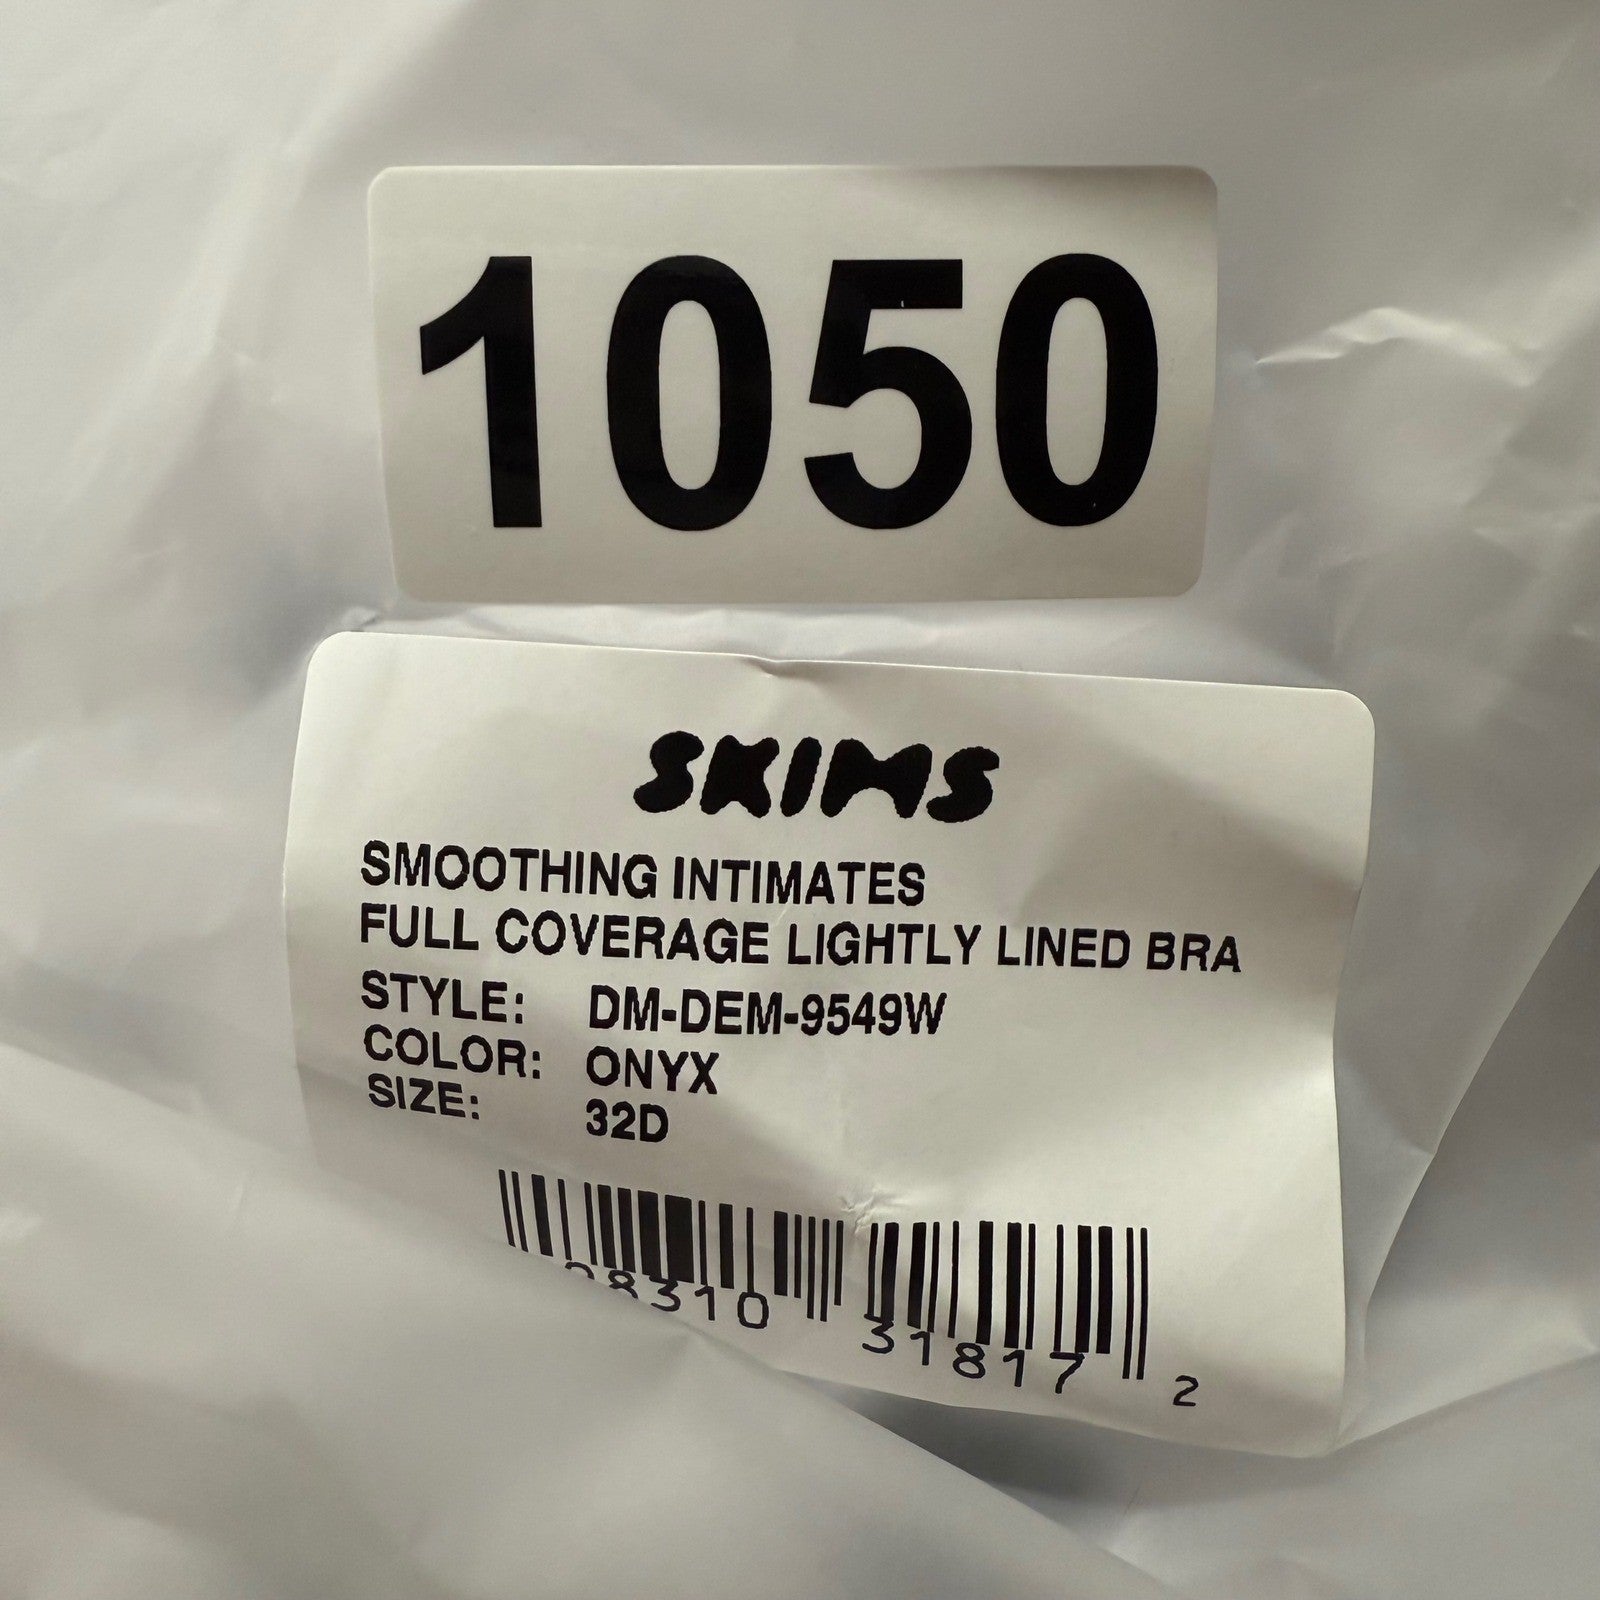 1050
SKIMS
SMOOTHING INTIMATES
FULL COVERAGE LIGHTLY LINED BRA
STYLE: DM-DEM-9549W
COLOR: ONYX
SIZE: 32D
31817 2